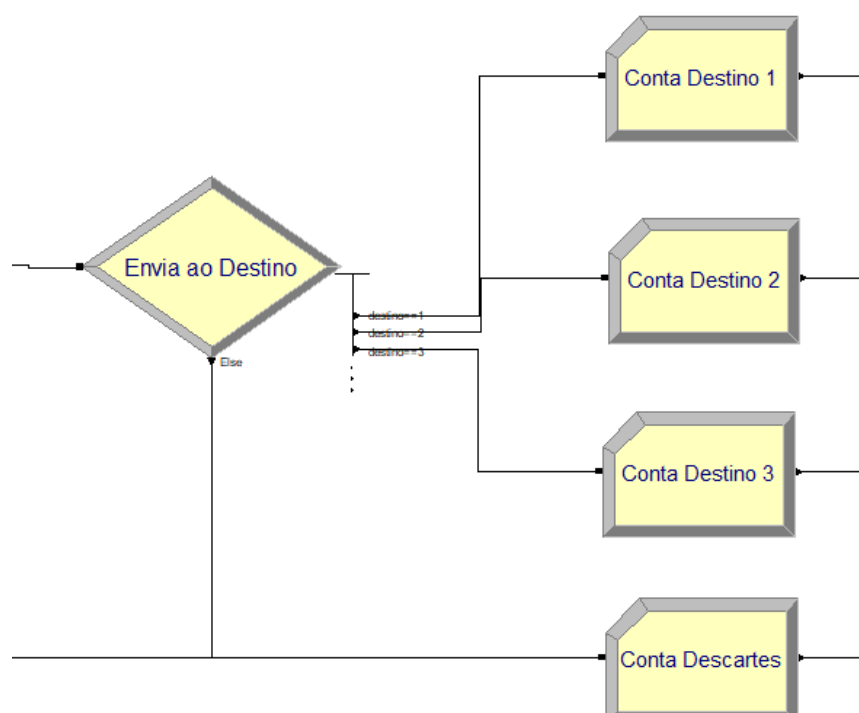 Conta Destino 1
Envia ao Destino
Conta Destino 2
destino==1
destino==2
destino==3
Else
Conta Destino 3
Conta Descartes